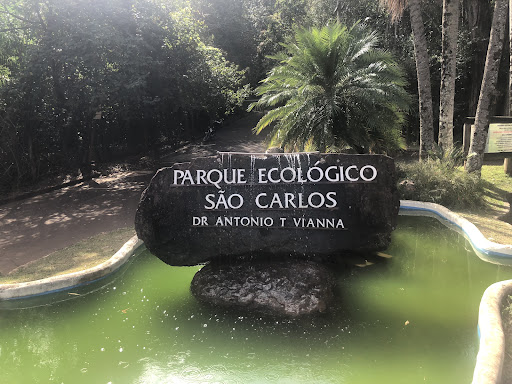 PARQUE ECOLÓGICO
SÃO CARLOS
DR ANTONIO T VIANNA